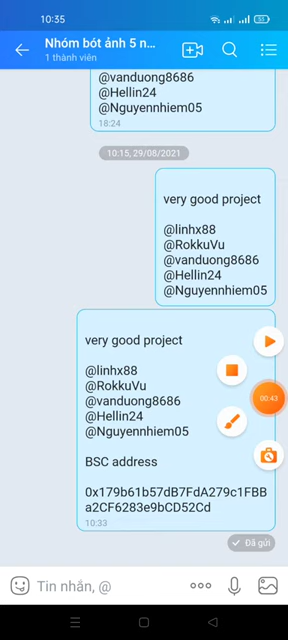 10:35
53
Nhóm bót ảnh 5 n...
1 thành viên
@vanduong8686
@Hellin24
@Nguyennhiem05
18:24
10:15, 29/08/2021
very good project
@linhx88
@RokkuVu
@vanduong8686
@Hellin24
@Nguyennhiem05
very good project
@linhx88
@RokkuVu
@vanduong8686
@Hellin24
@Nguyennhiem05
00:43
BSC address
0x179b61b57dB7FdA279c1FBB
a2CF6283e9bCD52Cd
10:33
Đã gửi
Tin nhắn, @